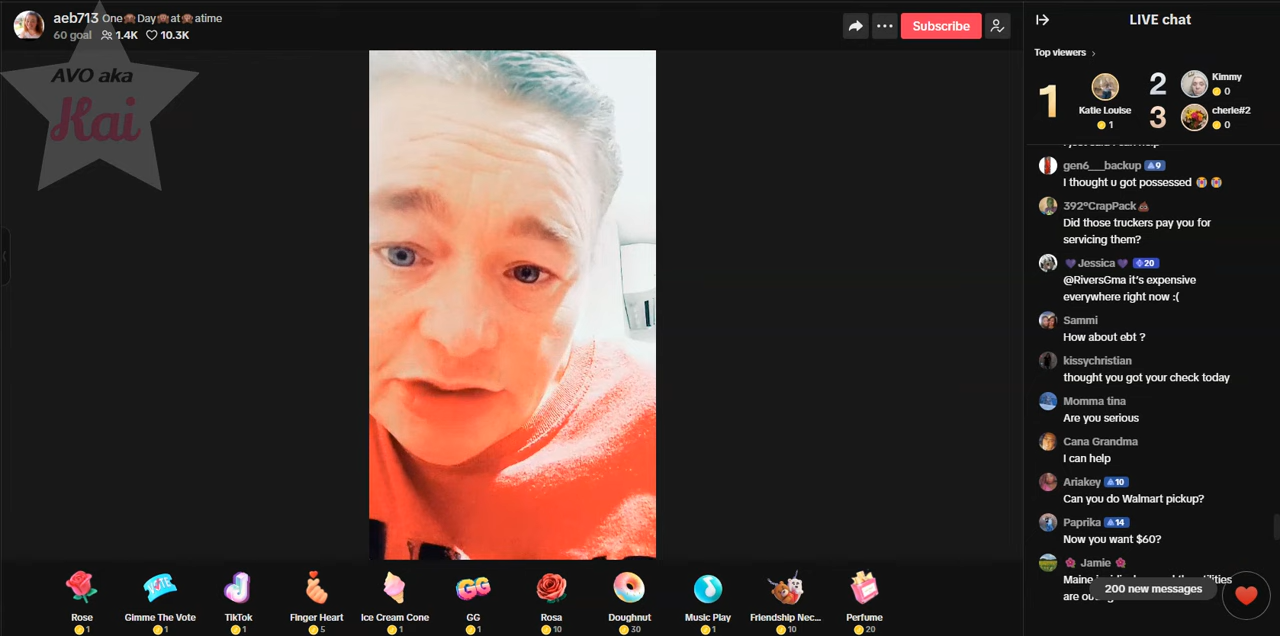 aeb713 One🙈Day🙈at🙈atime
60 goal 1.4K 10.3K
Subscribe
AVO aka
Kai
LIVE chat
Top viewers
1 Katie Louise 1
2 Kimmy 0
3 cherie#2 0
gen6__backup 9
I thought u got possessed 😭 😭
392ºCrapPack💩
Did those truckers pay you for
servicing them?
💜Jessica💜 20
@RiversGma it's expensive
everywhere right now :(
Sammi
How about ebt ?
kissychristian
thought you got your check today
Momma tina
Are you serious
Cana Grandma
I can help
Ariakey 10
Can you do Walmart pickup?
Paprika 14
Now you want $60?
🌺 Jamie 🌺
Maine
are
200 new messages
Rose 1
VOTE
Gimme The Vote 1
TikTok 1
Finger Heart 5
Ice Cream Cone 1
GG
GG 1
Rosa 10
Doughnut 30
Music Play 1
Friendship Nec... 10
Perfume 20